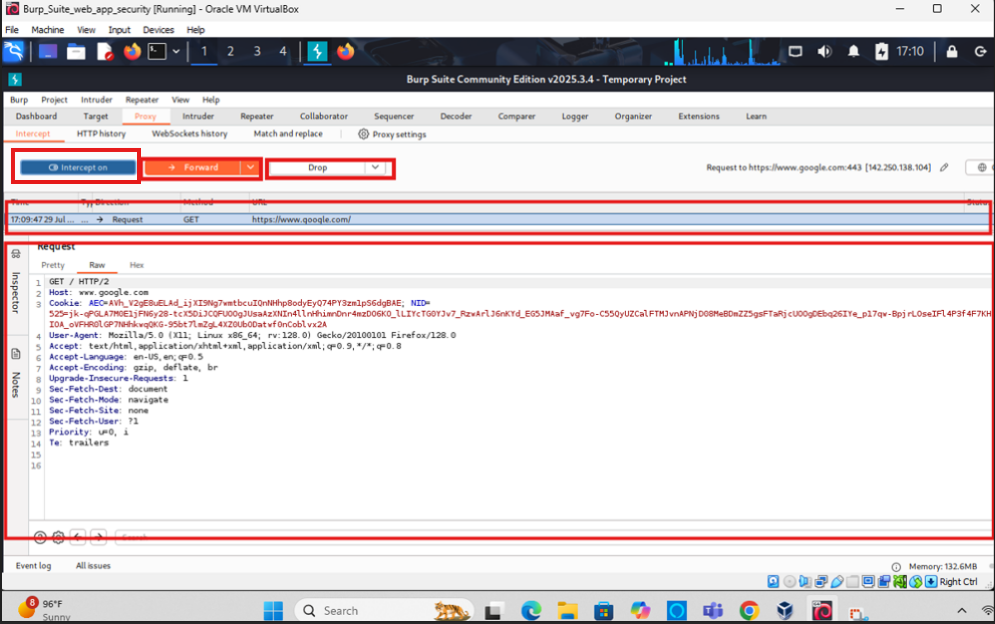 Burp_Suite_web_app_security [Running] - Oracle VM VirtualBox
File Machine View Input Devices Help
1 2 3 4 17:10
Burp Suite Community Edition v2025.3.4 - Temporary Project
Burp Project Intruder Repeater View Help
Dashboard Target Proxy Intruder Repeater Collaborator Sequencer Decoder Comparer Logger Organizer Extensions Learn
Intercept HTTP history WebSockets history Match and replace Proxy settings
Intercept on Forward Drop Request to https://www.google.com:443 [142.250.138.104]
Time Ty Direction Method URL
17:09:47 29 Jul ... ... → Request GET https://www.google.com/
Request
Pretty Raw Hex
Inspector
Notes
1 GET / HTTP/2
2 Host: www.google.com
3 Cookie: NID=
4 User-Agent: Mozilla/5.0 (X11; Linux x86_64; rv:128.0) Gecko/20100101 Firefox/128.0
5 Accept: text/html,application/xhtml+xml,application/xml;q=0.9,*/*;q=0.8
6 Accept-Language: en-US,en;q=0.5
7 Accept-Encoding: gzip, deflate, br
8 Upgrade-Insecure-Requests: 1
9 Sec-Fetch-Dest: document
10 Sec-Fetch-Mode: navigate
11 Sec-Fetch-Site: none
12 Sec-Fetch-User: ?1
13 Priority: u=0, i
14 Te: trailers
15
16
Search
Event log All issues Memory: 132.6MB
Right Ctrl
8 96°F
Sunny
Search